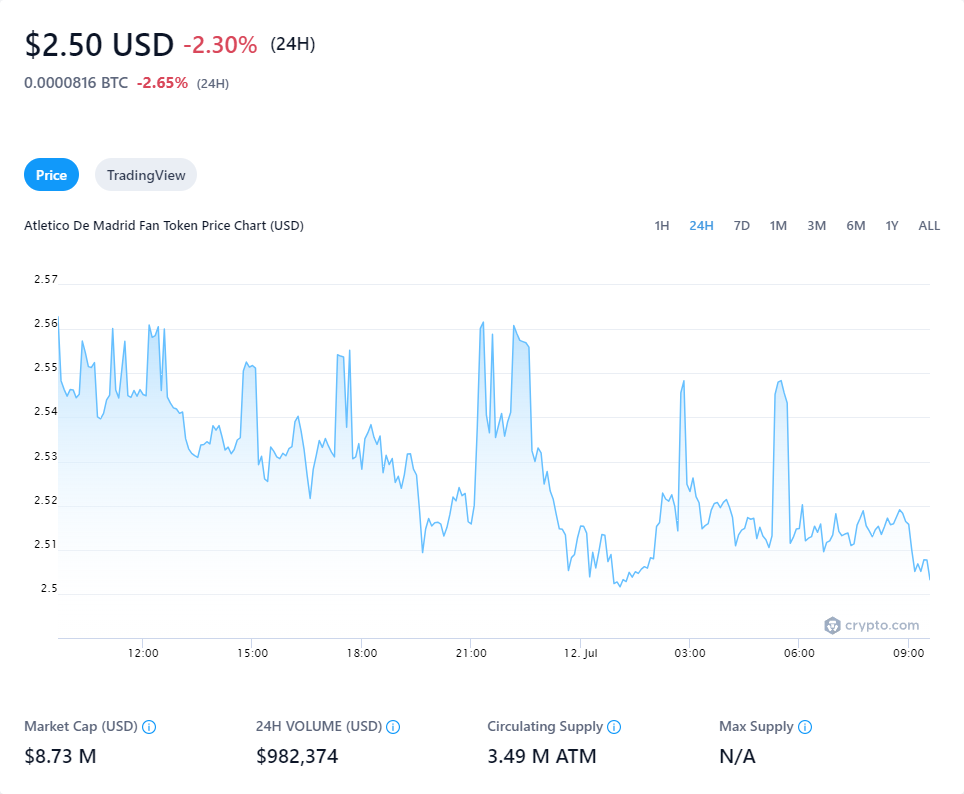 $2.50 USD -2.30% (24H)
0.0000816 BTC -2.65% (24H)
Price TradingView
Atletico De Madrid Fan Token Price Chart (USD) 1H 24H 7D 1M 3M 6M 1Y ALL
2.57
2.56
2.55
2.54
2.53
2.52
2.51
2.5
crypto.com
12:00 15:00 18:00 21:00 12. Jul 03:00 06:00 09:00
Market Cap (USD) 24H VOLUME (USD) Circulating Supply Max Supply
$8.73 M $982,374 3.49 M ATM N/A